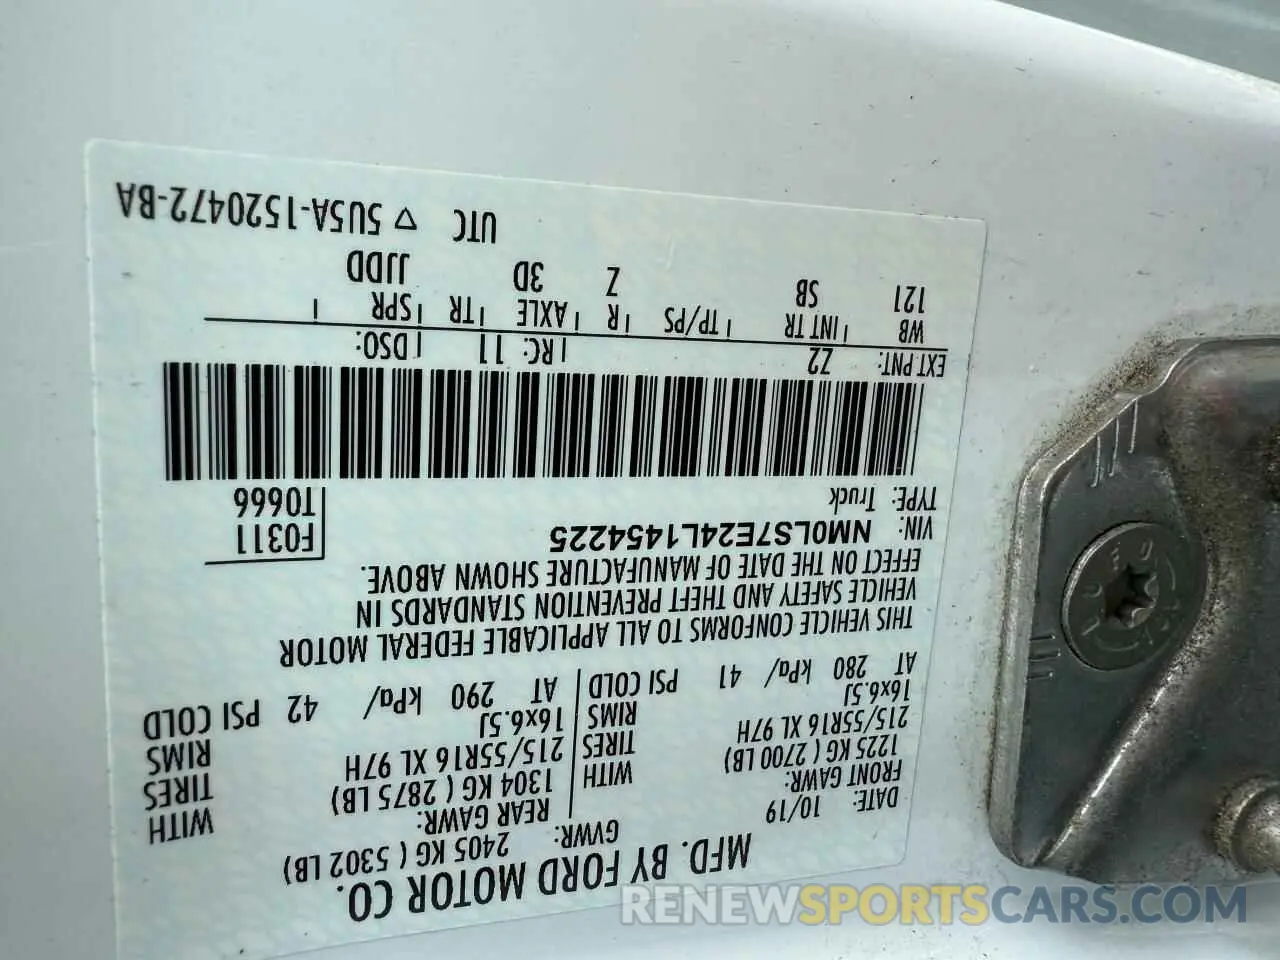 MFD. BY FORD MOTOR CO.
DATE: 10/19 GVWR: 2405 KG ( 5302 LB)
FRONT GAWR: REAR GAWR:
1225 KG ( 2700 LB) WITH 1304 KG ( 2875 LB) WITH
215/55R16 XL 97H TIRES 215/55R16 XL 97H TIRES
16x6.5J RIMS 16x6.5J RIMS
AT 280 kPa/ 41 PSI COLD AT 290 kPa/ 42 PSI COLD
THIS VEHICLE CONFORMS TO ALL APPLICABLE FEDERAL MOTOR
VEHICLE SAFETY AND THEFT PREVENTION STANDARDS IN
EFFECT ON THE DATE OF MANUFACTURE SHOWN ABOVE.
VIN: NM0LS7E24L1454225 F0311
TYPE: Truck T0666
EXT PNT: Z2 RC: 11 DSO:
WB INT TR TP/PS R AXLE TR SPR
121 SB Z 3D JJDD
UTC ▽ 5U5A-1520472-BA
RENEWSPORTSCARS.COM